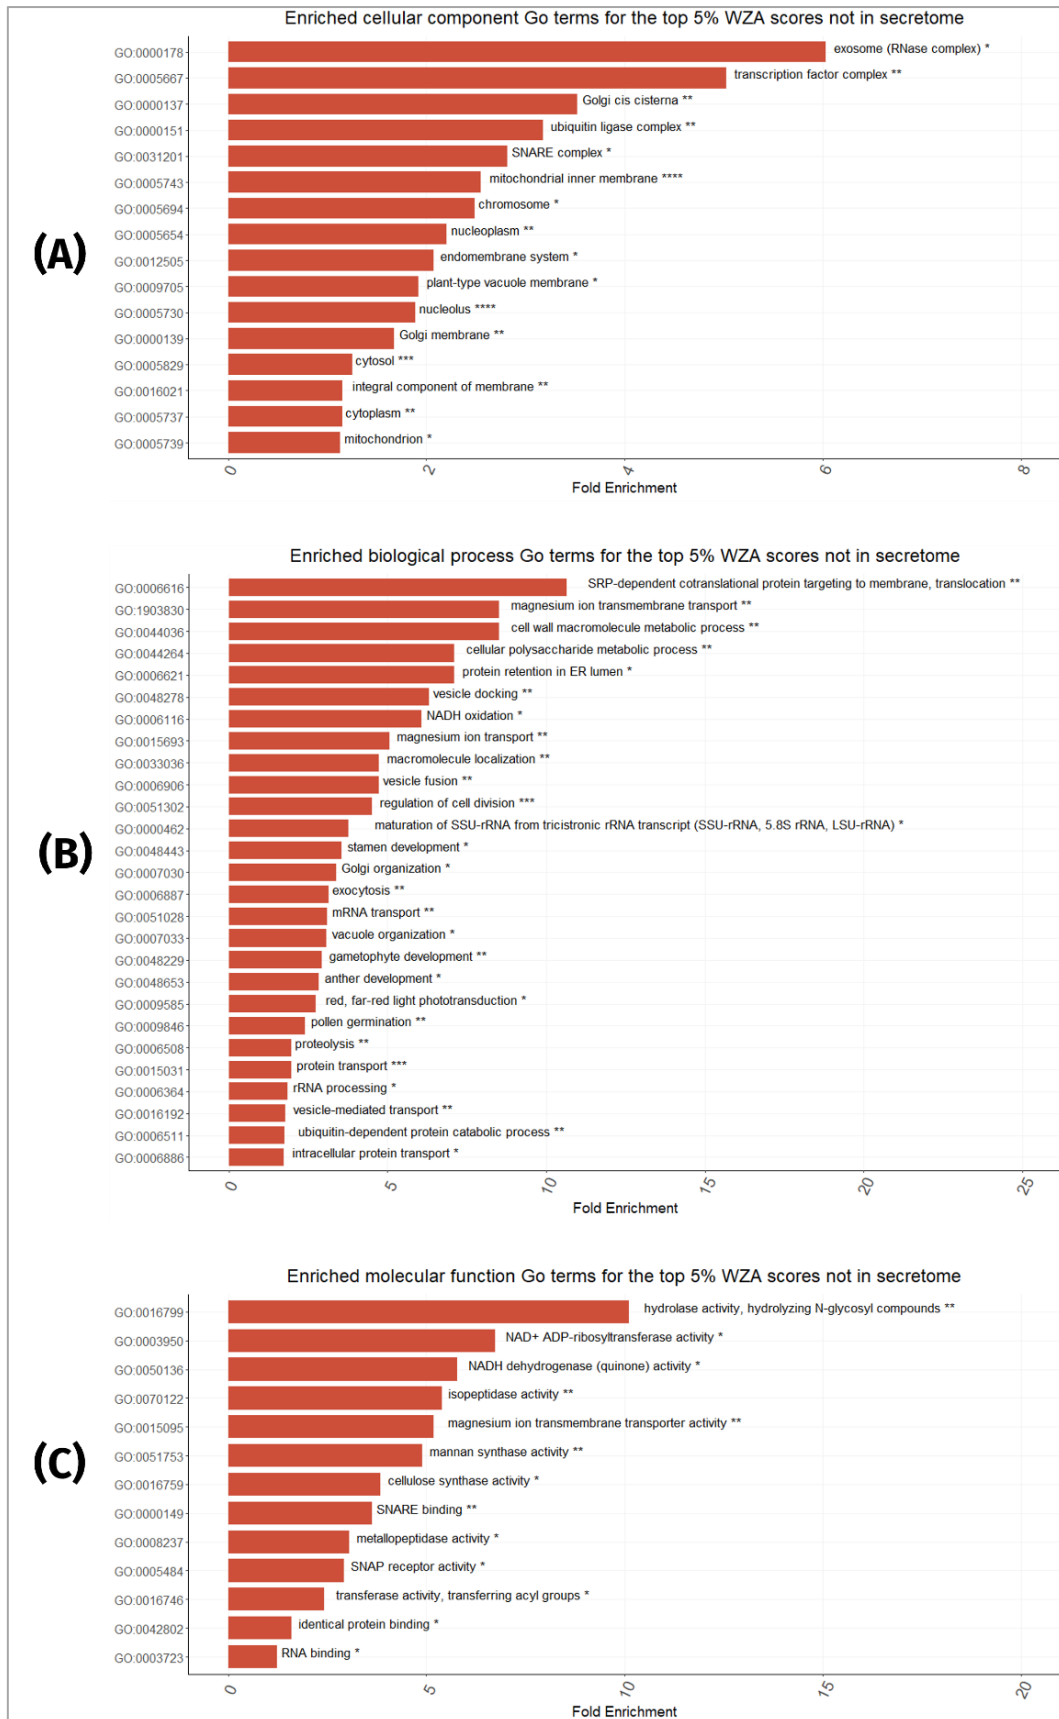 Enriched cellular component Go terms for the top 5% WZA scores not in secretome
GO:0000178 exosome (RNase complex) *
GO:0005667 transcription factor complex **
GO:0000137 Golgi cis cisterna **
GO:0000151 ubiquitin ligase complex **
GO:0031201 SNARE complex *
GO:0005743 mitochondrial inner membrane ****
GO:0005694 chromosome *
GO:0005654 nucleoplasm **
(A)
GO:0012505 endomembrane system *
GO:0009705 plant-type vacuole membrane *
GO:0005730 nucleolus ****
GO:0000139 Golgi membrane **
GO:0005829 cytosol ***
GO:0016021 integral component of membrane **
GO:0005737 cytoplasm **
GO:0005739 mitochondrion *
0 2 4 6 8
Fold Enrichment
Enriched biological process Go terms for the top 5% WZA scores not in secretome
GO:0006616 SRP-dependent cotranslational protein targeting to membrane, translocation **
GO:1903830 magnesium ion transmembrane transport **
GO:0044036 cell wall macromolecule metabolic process **
GO:0044264 cellular polysaccharide metabolic process **
GO:0006621 protein retention in ER lumen *
GO:0048278 vesicle docking **
GO:0006116 NADH oxidation *
GO:0015693 magnesium ion transport **
GO:0033036 macromolecule localization **
GO:0006906 vesicle fusion **
GO:0051302 regulation of cell division ***
GO:0000462 maturation of SSU-rRNA from tricistronic rRNA transcript (SSU-rRNA, 5.8S rRNA, LSU-rRNA) *
(B)
GO:0048443 stamen development *
GO:0007030 Golgi organization *
GO:0006887 exocytosis **
GO:0051028 mRNA transport **
GO:0007033 vacuole organization *
GO:0048229 gametophyte development **
GO:0048653 anther development *
GO:0009585 red, far-red light phototransduction *
GO:0009846 pollen germination **
GO:0006508 proteolysis **
GO:0015031 protein transport ***
GO:0006364 rRNA processing *
GO:0016192 vesicle-mediated transport **
GO:0006511 ubiquitin-dependent protein catabolic process **
GO:0006886 intracellular protein transport *
0 5 10 15 20 25
Fold Enrichment
Enriched molecular function Go terms for the top 5% WZA scores not in secretome
GO:0016799 hydrolase activity, hydrolyzing N-glycosyl compounds **
GO:0003950 NAD+ ADP-ribosyltransferase activity *
GO:0050136 NADH dehydrogenase (quinone) activity *
GO:0070122 isopeptidase activity **
GO:0015095 magnesium ion transmembrane transporter activity **
GO:0051753 mannan synthase activity **
(C)
GO:0016759 cellulose synthase activity *
GO:0000149 SNARE binding **
GO:0008237 metallopeptidase activity *
GO:0005484 SNAP receptor activity *
GO:0016746 transferase activity, transferring acyl groups *
GO:0042802 identical protein binding *
GO:0003723 RNA binding *
0 5 10 15 20
Fold Enrichment